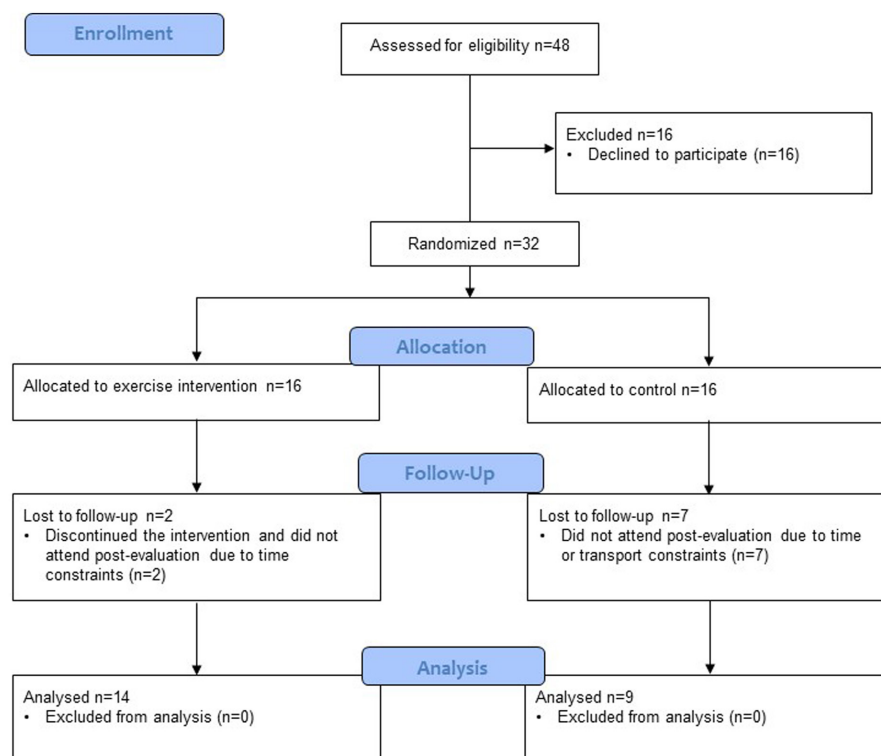 Enrollment
Assessed for eligibility n=48
Excluded n=16
• Declined to participate (n=16)
Randomized n=32
Allocation
Allocated to exercise intervention n=16
Allocated to control n=16
Follow-Up
Lost to follow-up n=2
• Discontinued the intervention and did not
attend post-evaluation due to time
constraints (n=2)
Lost to follow-up n=7
• Did not attend post-evaluation due to time
or transport constraints (n=7)
Analysis
Analysed n=14
• Excluded from analysis (n=0)
Analysed n=9
• Excluded from analysis (n=0)